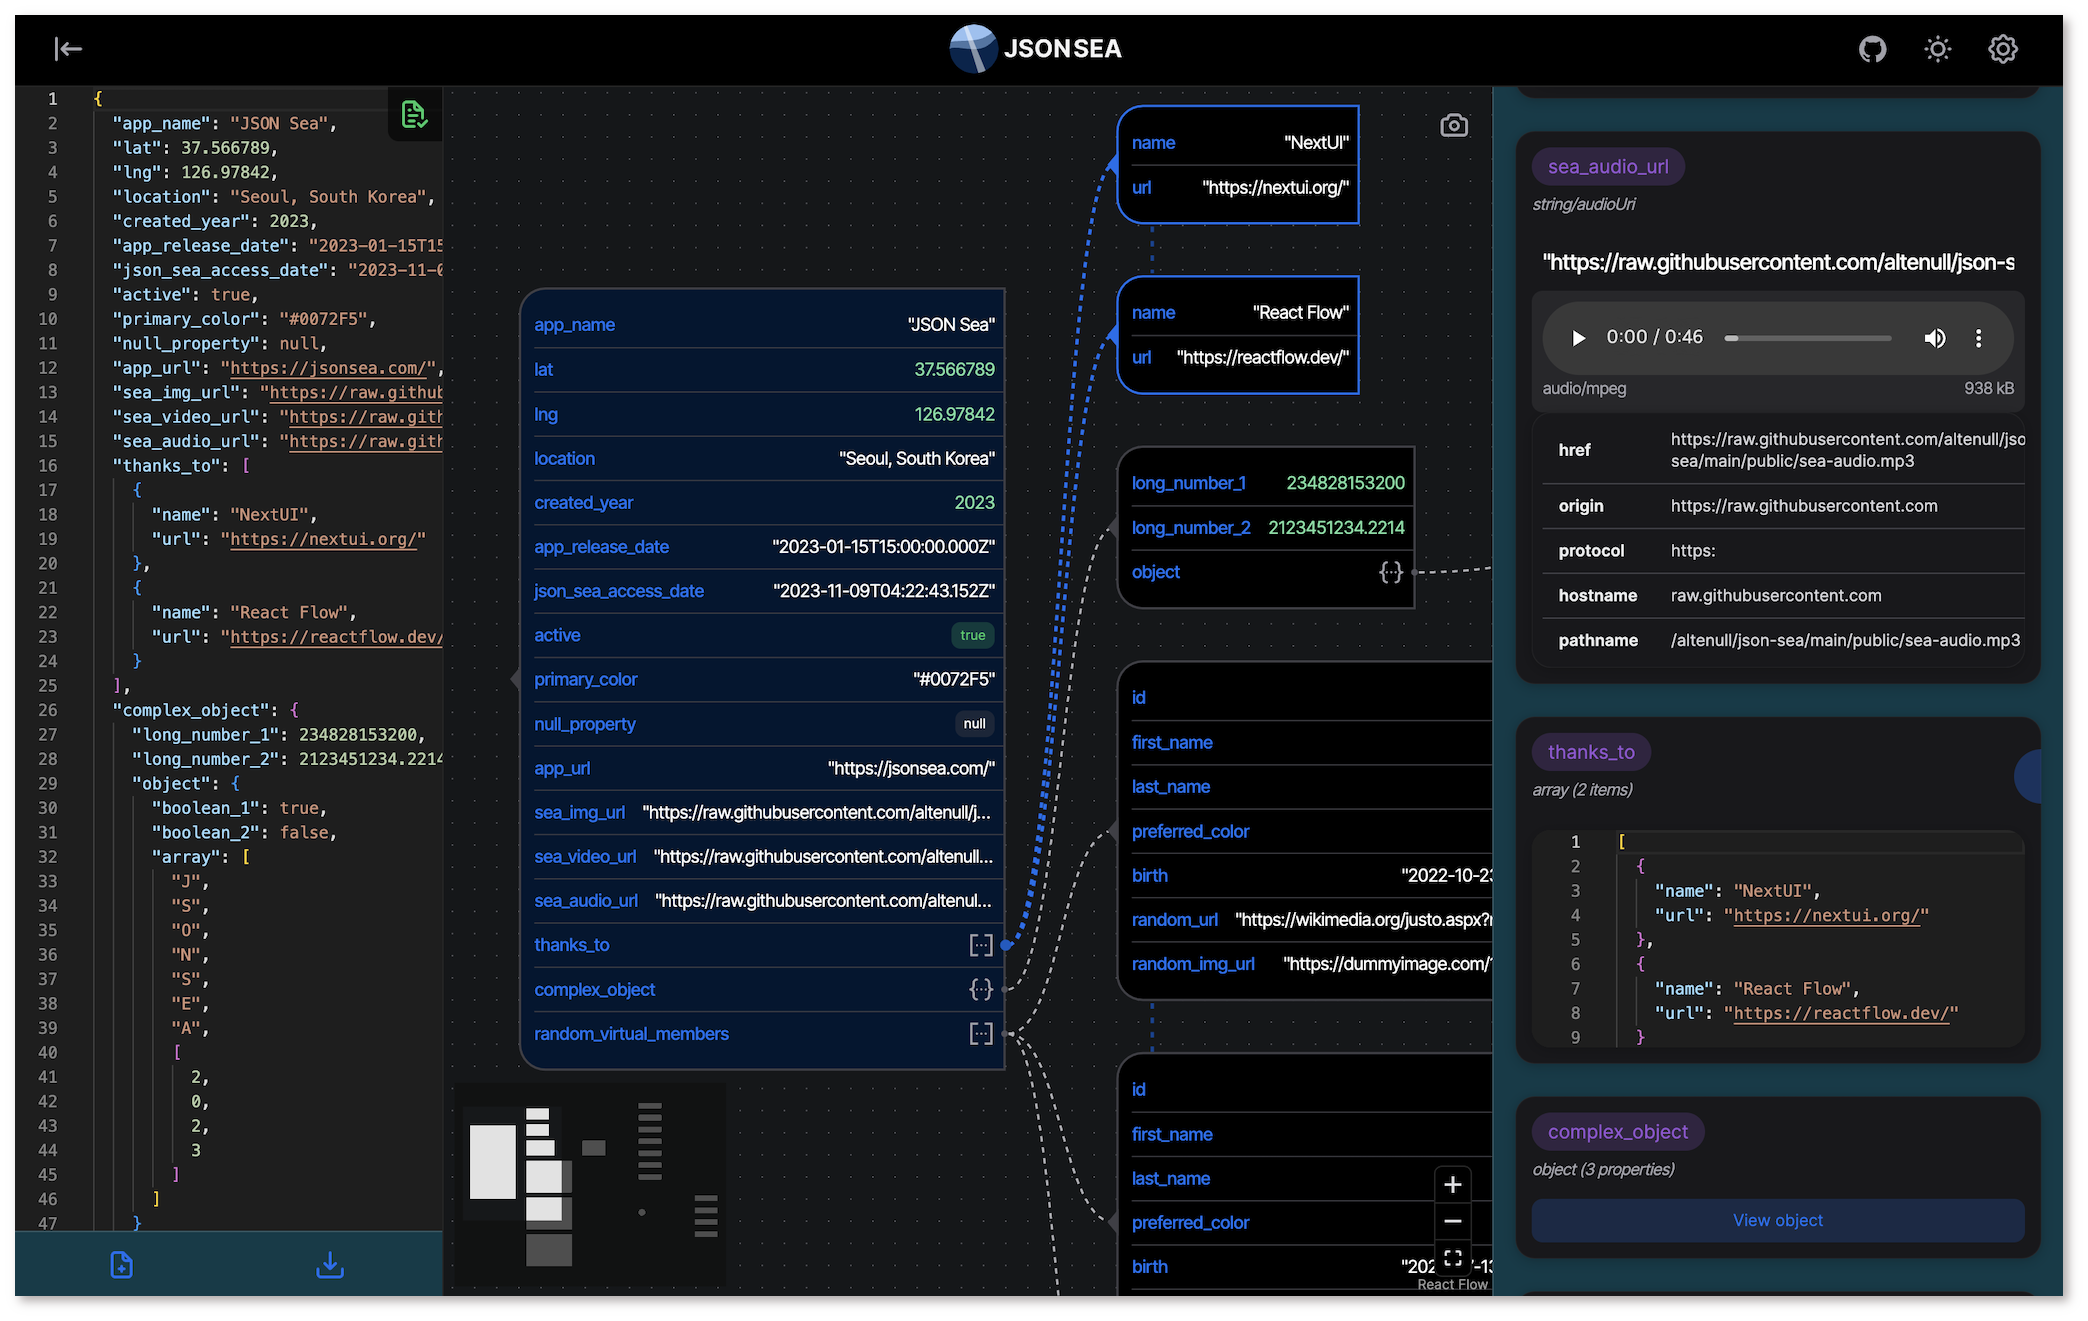 JSON SEA
1 {
2 "app_name": "JSON Sea",
3 "lat": 37.566789,
4 "lng": 126.97842,
5 "location": "Seoul, South Korea",
6 "created_year": 2023,
7 "app_release_date": "2023-01-15T15
8 "json_sea_access_date": "2023-11-0
9 "active": true,
10 "primary_color": "#0072F5",
11 "null_property": null,
12 "app_url": "https://jsonsea.com/",
13 "sea_img_url": "https://raw.github
14 "sea_video_url": "https://raw.gith
15 "sea_audio_url": "https://raw.gith
16 "thanks_to": [
17 {
18 "name": "NextUI",
19 "url": "https://nextui.org/"
20 },
21 {
22 "name": "React Flow",
23 "url": "https://reactflow.dev/
24 }
25 ],
26 "complex_object": {
27 "long_number_1": 234828153200,
28 "long_number_2": 2123451234.2214
29 "object": {
30 "boolean_1": true,
31 "boolean_2": false,
32 "array": [
33 "J",
34 "S",
35 "O",
36 "N",
37 "S",
38 "E",
39 "A",
40 [
41 2,
42 0,
43 2,
44 3
45 ]
46 ]
47 }
app_name "JSON Sea"
lat 37.566789
lng 126.97842
location "Seoul, South Korea"
created_year 2023
app_release_date "2023-01-15T15:00:00.000Z"
json_sea_access_date "2023-11-09T04:22:43.152Z"
active true
primary_color "#0072F5"
null_property null
app_url "https://jsonsea.com/"
sea_img_url "https://raw.githubusercontent.com/altenull/j...
sea_video_url "https://raw.githubusercontent.com/altenull...
sea_audio_url "https://raw.githubusercontent.com/altenul...
thanks_to [...]
complex_object {...}
random_virtual_members [...]
name "NextUI"
url "https://nextui.org/"
name "React Flow"
url "https://reactflow.dev/"
long_number_1 234828153200
long_number_2 2123451234.2214
object {...}
id
first_name
last_name
preferred_color
birth "2022-10-23
random_url "https://wikimedia.org/justo.aspx?
random_img_url "https://dummyimage.com/
id
first_name
last_name
preferred_color
birth
React Flow
sea_audio_url
string/audioUri
"https://raw.githubusercontent.com/altenull/json-s
0:00 / 0:46
audio/mpeg 938 kB
href https://raw.githubusercontent.com/altenull/jso
sea/main/public/sea-audio.mp3
origin https://raw.githubusercontent.com
protocol https:
hostname raw.githubusercontent.com
pathname /altenull/json-sea/main/public/sea-audio.mp3
thanks_to
array (2 items)
1 [
2 {
3 "name": "NextUI",
4 "url": "https://nextui.org/"
5 },
6 {
7 "name": "React Flow",
8 "url": "https://reactflow.dev/"
9 }
complex_object
object (3 properties)
View object